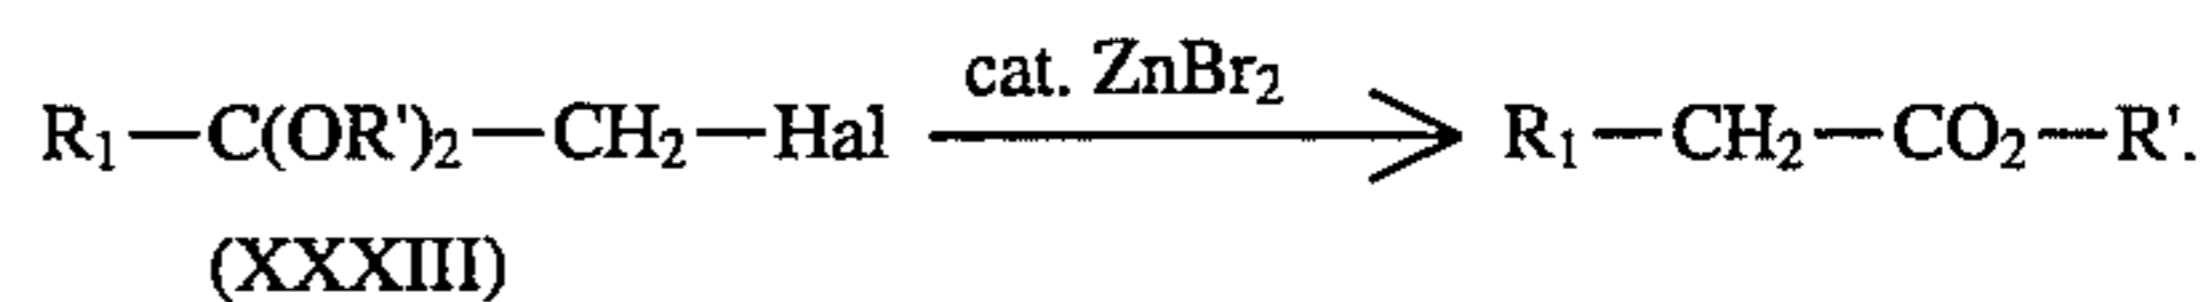 cat. ZnBr₂
R₁—C(OR')₂—CH₂—Hal R₁—CH₂—CO₂—R'.
(XXXIII)